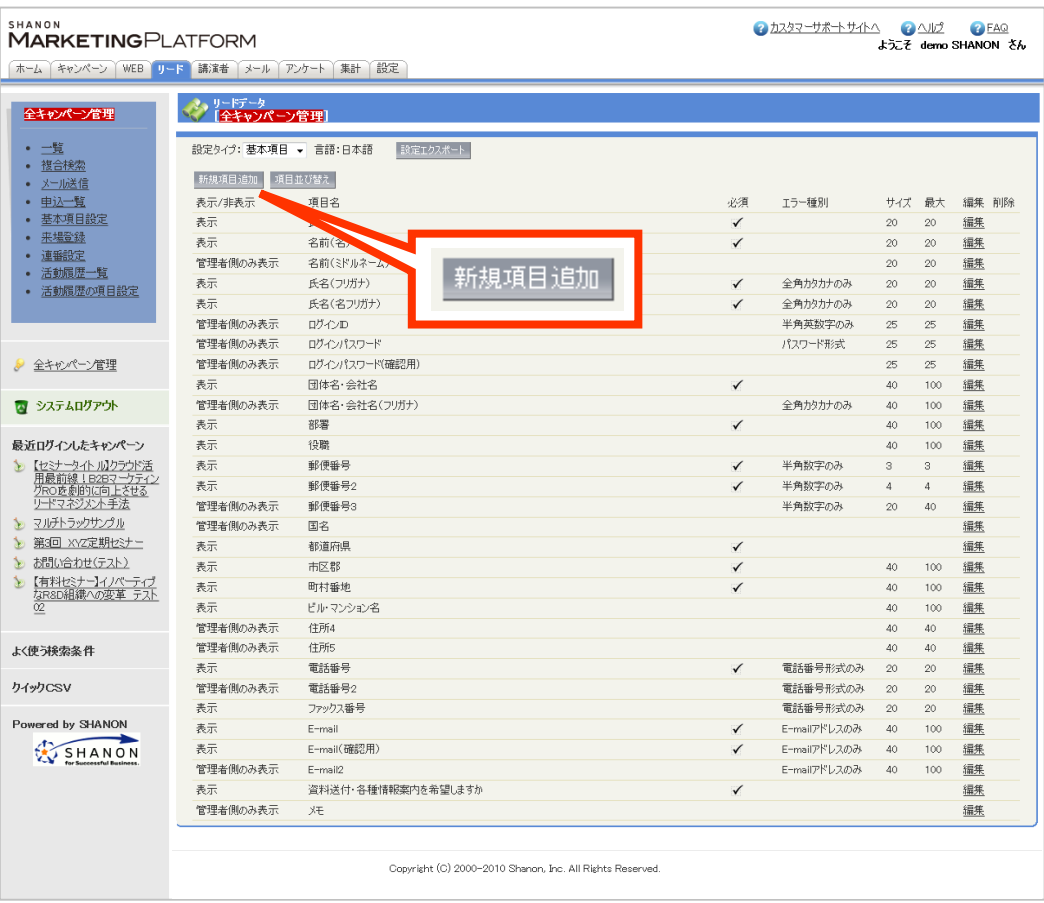 SHANON
MARKETINGPLATFORM
カスタマーサポートサイトへ ヘルプ FAQ
ようこそ demo SHANON さん
ホーム キャンペーン WEB リード 講演者 メール アンケート 集計 設定
全キャンペーン管理
・ 一覧
・ 複合検索
・ メール送信
・ 申込一覧
・ 基本項目設定
・ 来場登録
・ 連番設定
・ 活動履歴一覧
・ 活動履歴の項目設定
全キャンペーン管理
システムログアウト
最近ログインしたキャンペーン
【セミナータイトル】クラウド活
用最前線!B2Bマーケティン
グROIを劇的に向上させる
リードマネジメント手法
マルチトラックサンプル
第3回 XYZ定期セミナー
お問い合わせ(テスト)
【有料セミナー】イノベーティブ
なR&D組織への変革 テスト
02
よく使う検索条件
クイックCSV
Powered by SHANON
SHANON
for Successful Business.
リードデータ
[全キャンペーン管理]
設定タイプ: 基本項目 言語:日本語 設定エクスポート
新規項目追加 項目並び替え
表示/非表示 項目名 必須 エラー種別 サイズ 最大 編集 削除
表示 ✓ 20 20 編集
表示 名前(名) ✓ 20 20 編集
管理者側のみ表示 名前(ミドルネーム) 20 20 編集
表示 氏名(フリガナ) ✓ 全角カタカナのみ 20 20 編集
表示 氏名(名フリガナ) ✓ 全角カタカナのみ 20 20 編集
管理者側のみ表示 ログインID 半角英数字のみ 25 25 編集
管理者側のみ表示 ログインパスワード パスワード形式 25 25 編集
管理者側のみ表示 ログインパスワード(確認用) 25 25 編集
表示 団体名・会社名 ✓ 40 100 編集
管理者側のみ表示 団体名・会社名(フリガナ) 全角カタカナのみ 40 100 編集
表示 部署 ✓ 40 100 編集
表示 役職 40 100 編集
表示 郵便番号 ✓ 半角数字のみ 3 3 編集
表示 郵便番号2 ✓ 半角数字のみ 4 4 編集
管理者側のみ表示 郵便番号3 半角数字のみ 20 40 編集
管理者側のみ表示 国名 編集
表示 都道府県 ✓ 編集
表示 市区郡 ✓ 40 100 編集
表示 町村番地 ✓ 40 100 編集
表示 ビル・マンション名 40 100 編集
管理者側のみ表示 住所4 40 40 編集
管理者側のみ表示 住所5 40 40 編集
表示 電話番号 ✓ 電話番号形式のみ 20 20 編集
管理者側のみ表示 電話番号2 電話番号形式のみ 20 20 編集
表示 ファックス番号 電話番号形式のみ 20 20 編集
表示 E-mail ✓ E-mailアドレスのみ 40 100 編集
表示 E-mail(確認用) ✓ E-mailアドレスのみ 40 100 編集
管理者側のみ表示 E-mail2 E-mailアドレスのみ 40 100 編集
表示 資料送付・各種情報案内を希望しますか ✓ 編集
管理者側のみ表示 メモ 編集
新規項目追加
Copyright (C) 2000-2010 Shanon, Inc. All Rights Reserved.